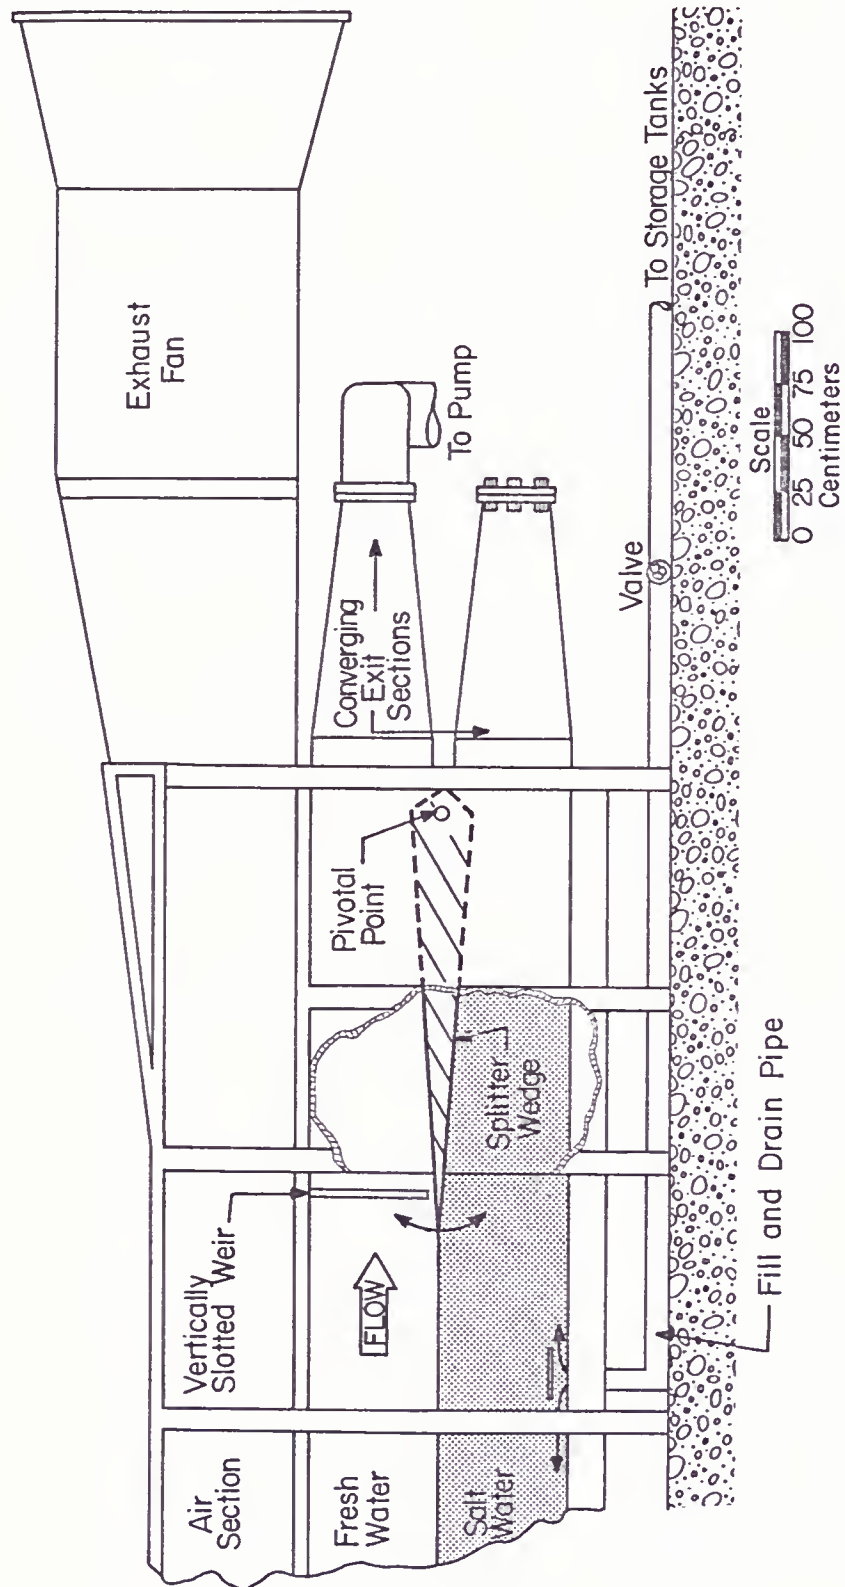 Exhaust
Fan
Air
Section
Vertically
Slotted Weir
Fresh
Water
FLOW
Pivotal
Point
Converging
Exit
Sections
To Pump
Salt
Water
Splitter
Wedge
Valve
To Storage Tanks
Fill and Drain Pipe
Scale
0 25 50 75 100
Centimeters